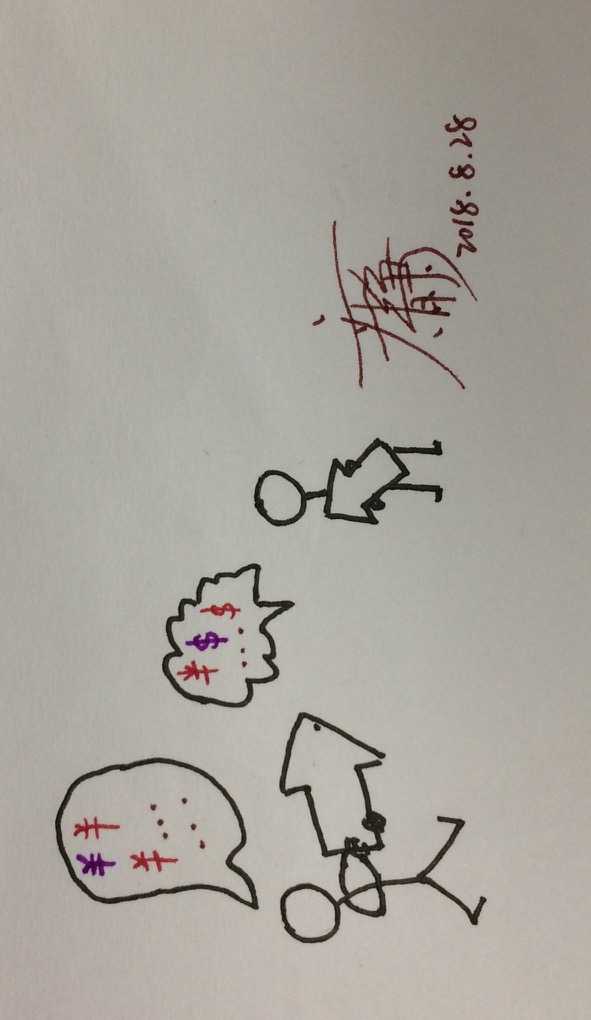 ¥ ¥
¥ ......
¥ $ $
...
2018.8.28